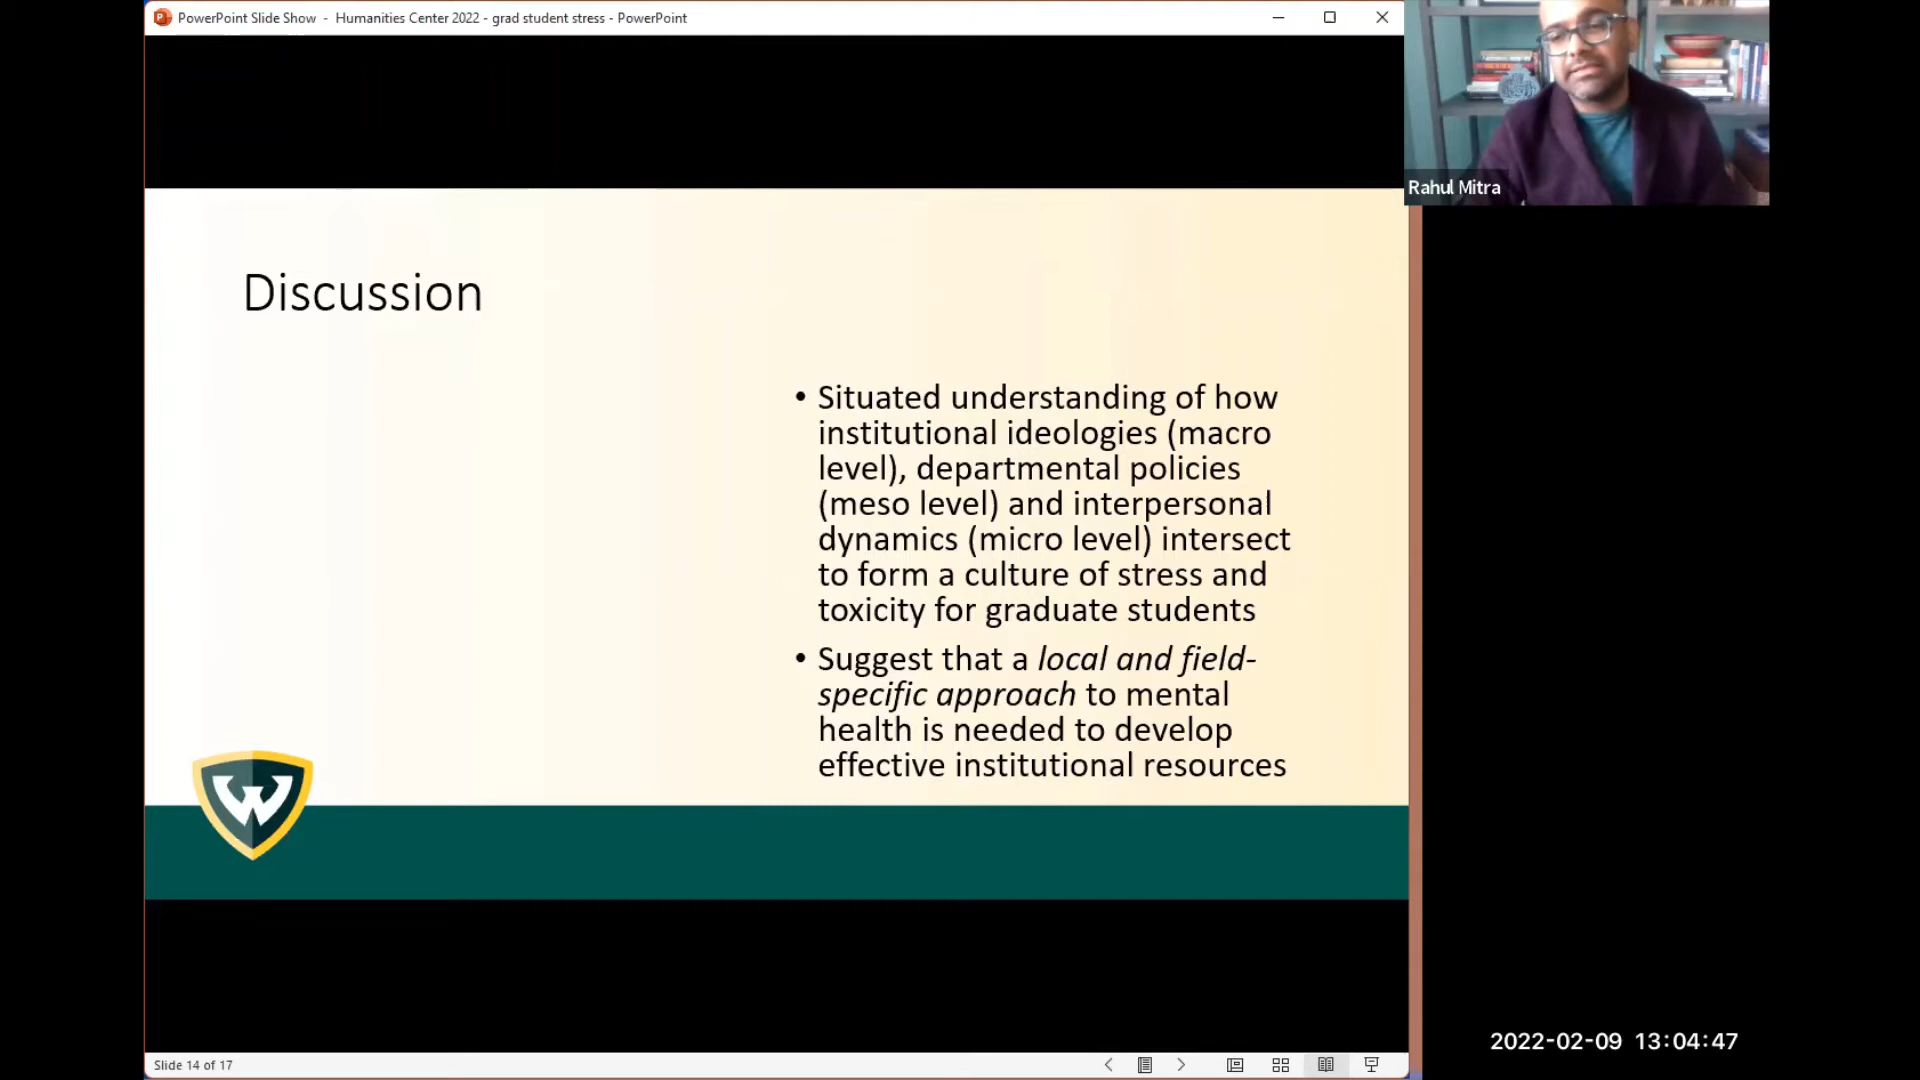 PowerPoint Slide Show - Humanities Center 2022 - grad student stress - PowerPoint
Rahul Mitra
Discussion
• Situated understanding of how
institutional ideologies (macro
level), departmental policies
(meso level) and interpersonal
dynamics (micro level) intersect
to form a culture of stress and
toxicity for graduate students
• Suggest that a local and field-
specific approach to mental
health is needed to develop
effective institutional resources
W
2022-02-09 13:04:47
Slide 14 of 17